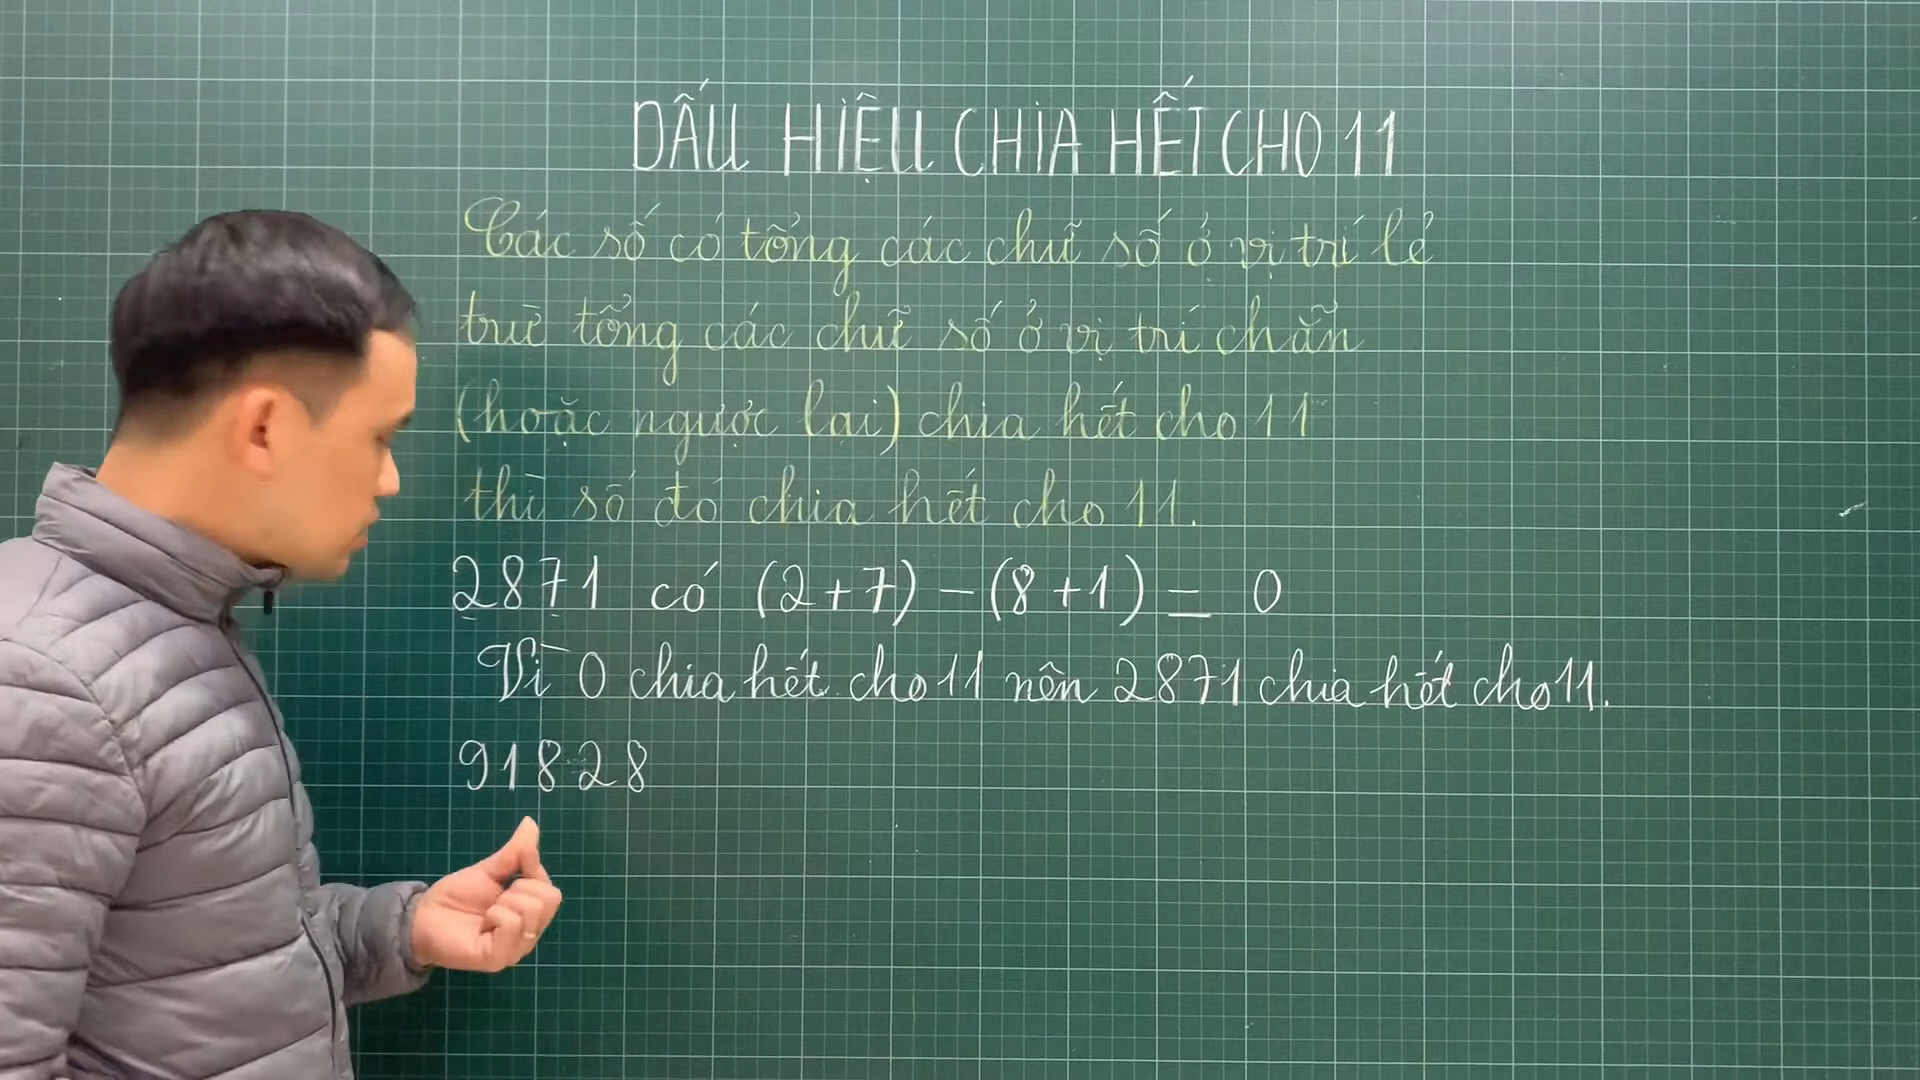 DẤU HIỆU CHIA HẾT CHO 11
Các số có tổng các chữ số ở vị trí lẻ
trừ tổng các chữ số ở vị trí chẵn
(hoặc ngược lại) chia hết cho 11
thì số đó chia hết cho 11.
2871 có (2+7) - (8+1) = 0
Vì 0 chia hết cho 11 nên 2871 chia hết cho 11.
91828